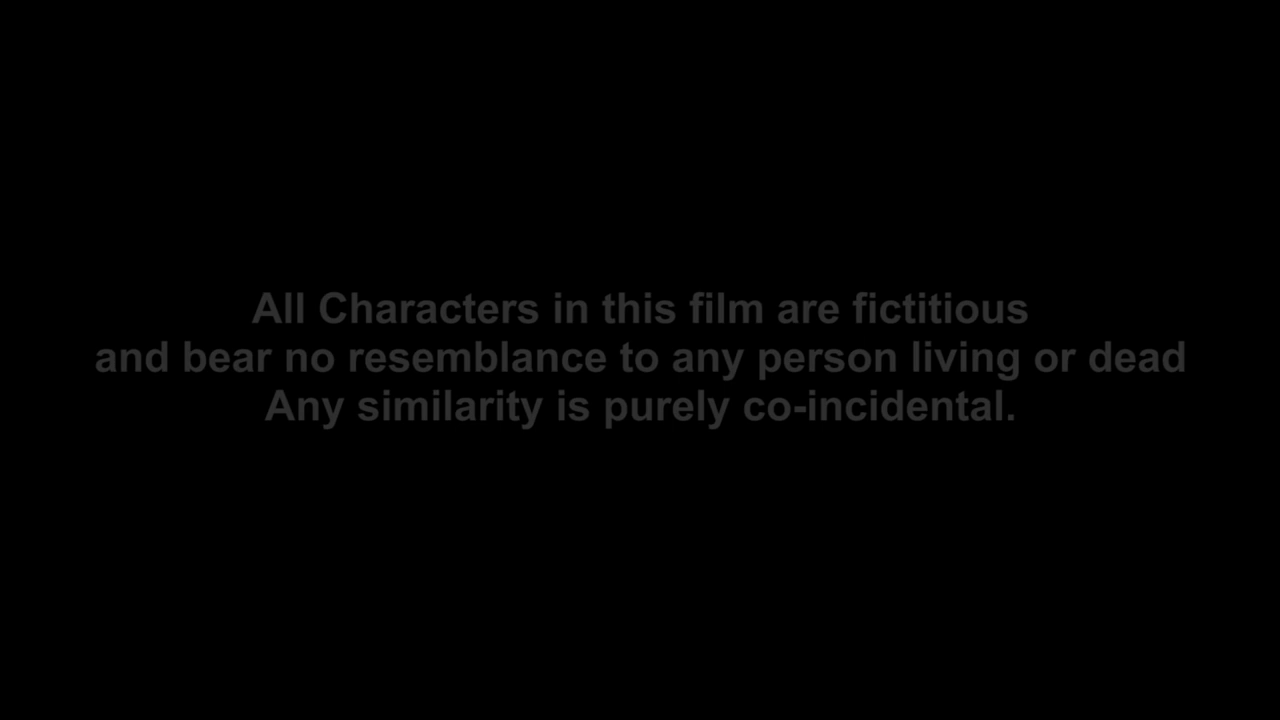 All Characters in this film are fictitious
and bear no resemblance to any person living or dead
Any similarity is purely co-incidental.